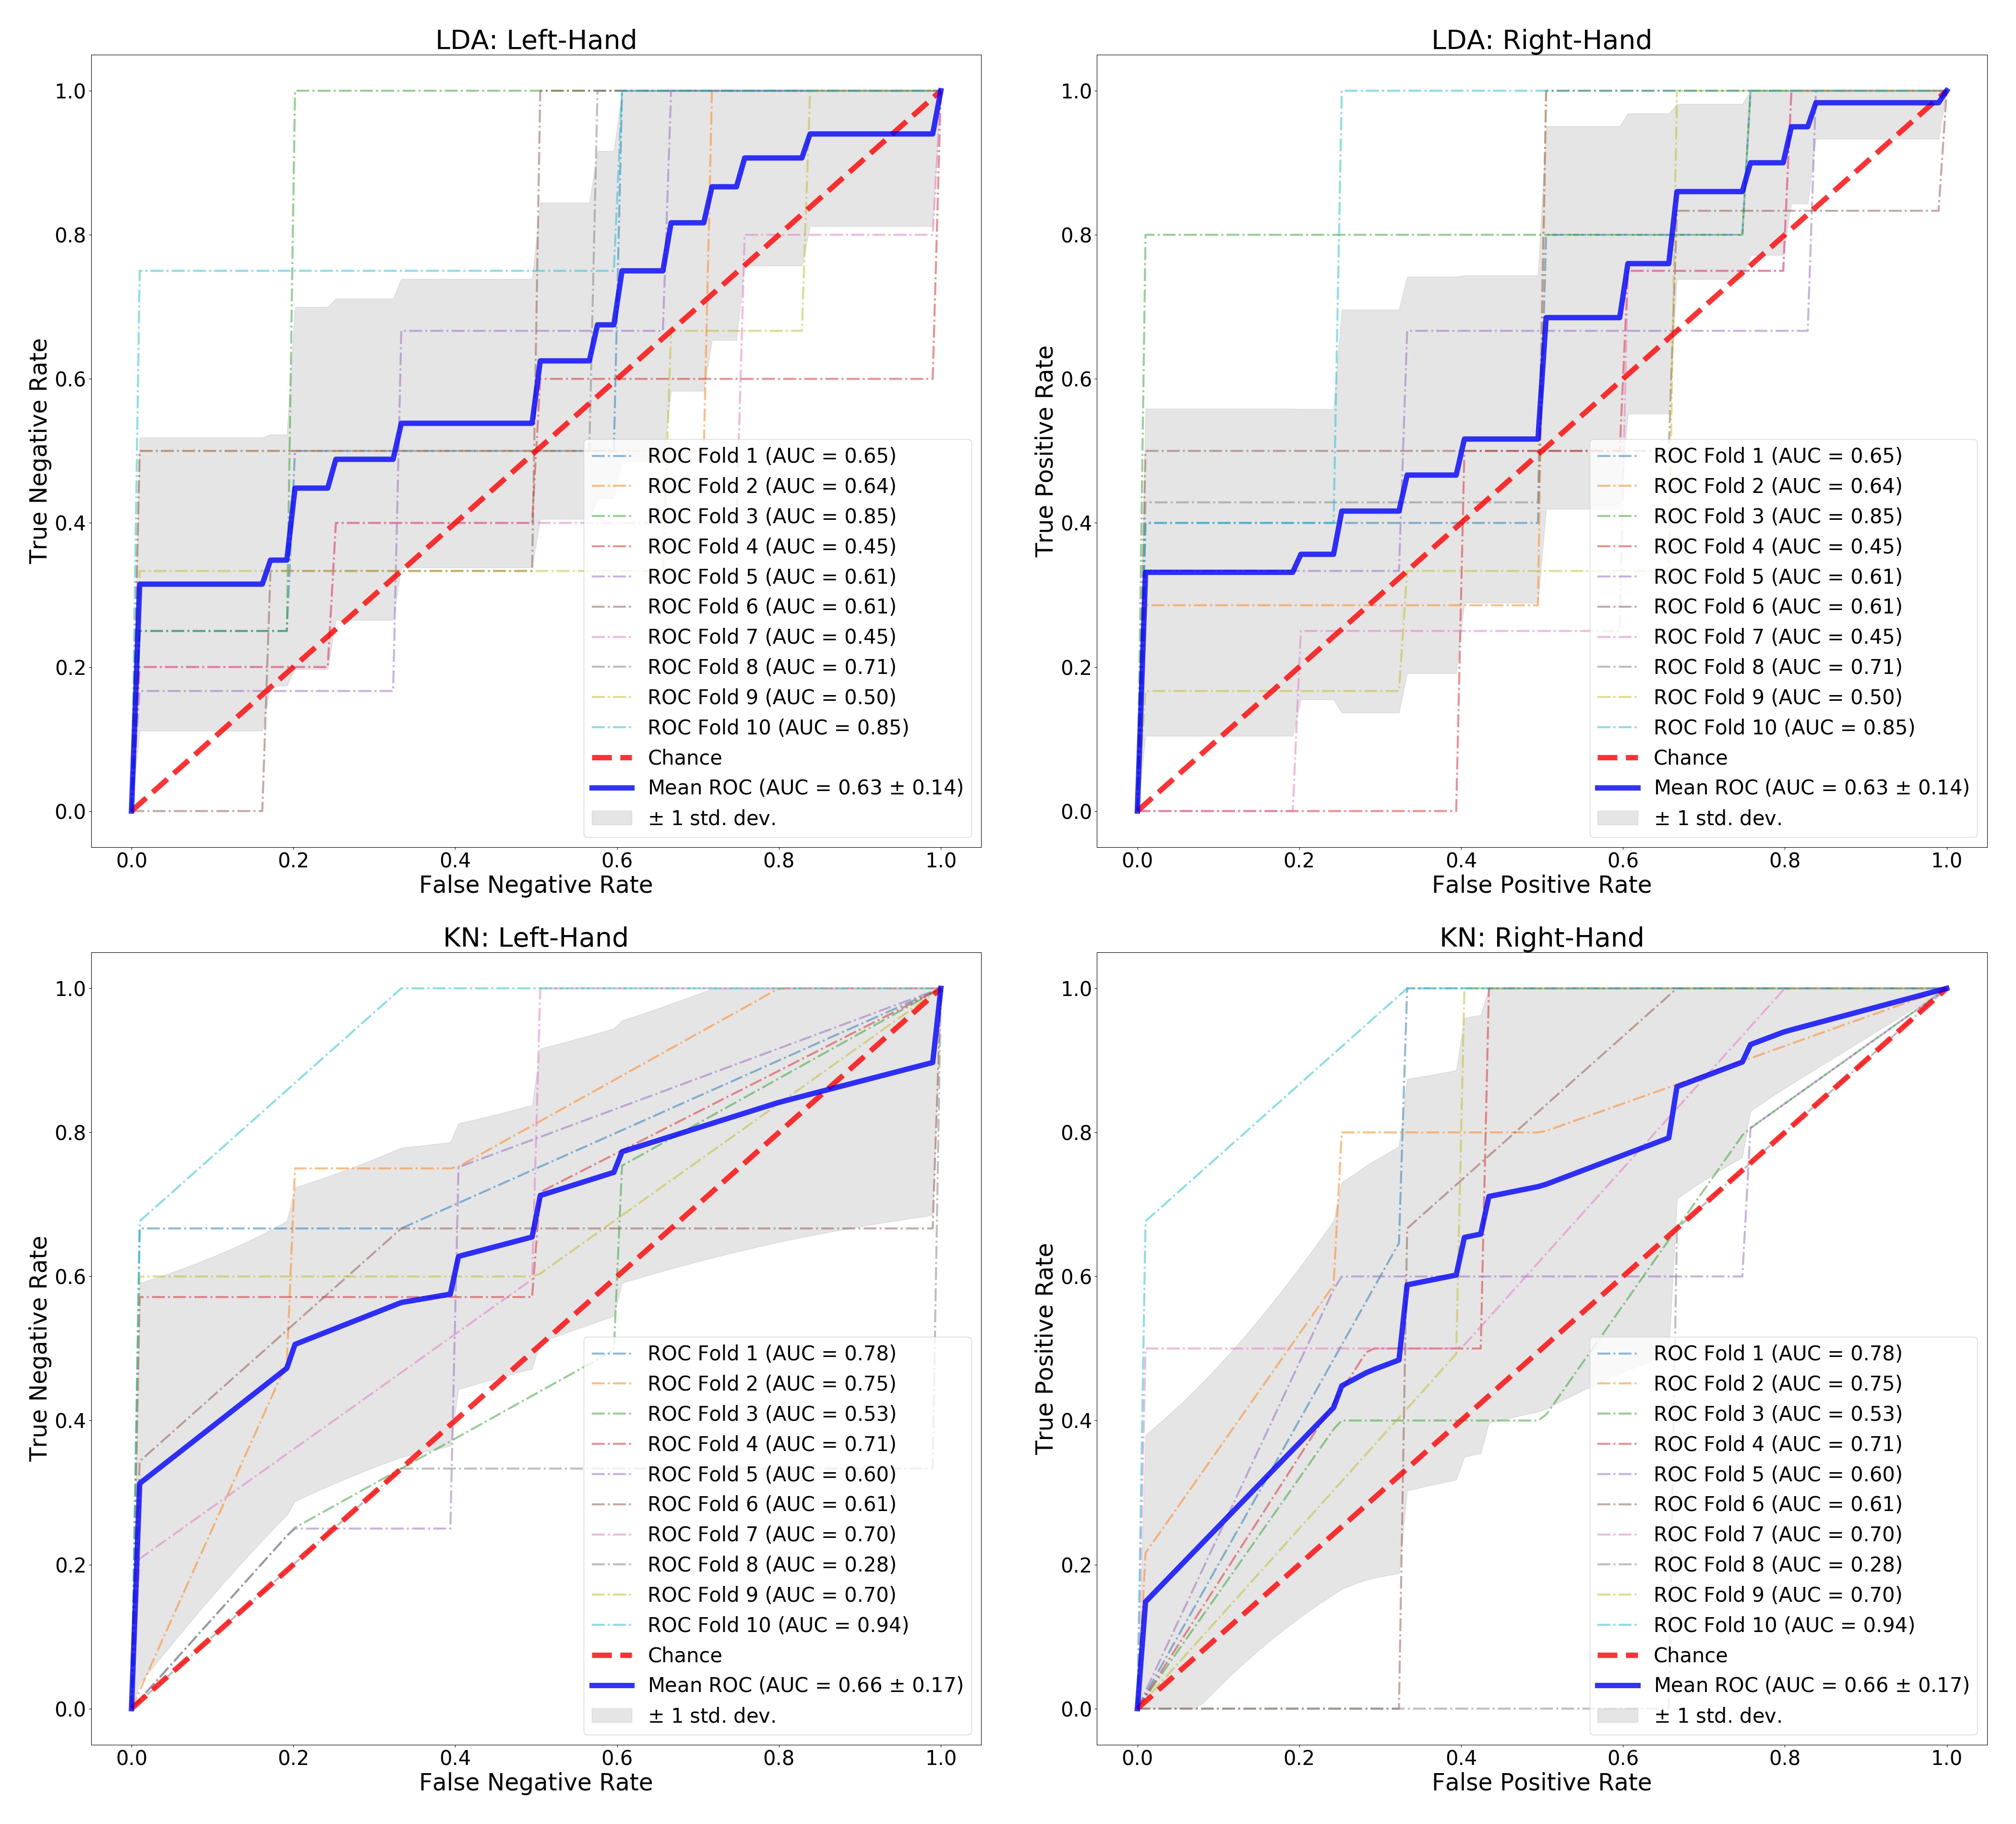 LDA: Left-Hand
True Negative Rate
1.0
0.8
0.6
0.4
0.2
0.0
ROC Fold 1 (AUC = 0.65)
ROC Fold 2 (AUC = 0.64)
ROC Fold 3 (AUC = 0.85)
ROC Fold 4 (AUC = 0.45)
ROC Fold 5 (AUC = 0.61)
ROC Fold 6 (AUC = 0.61)
ROC Fold 7 (AUC = 0.45)
ROC Fold 8 (AUC = 0.71)
ROC Fold 9 (AUC = 0.50)
ROC Fold 10 (AUC = 0.85)
Chance
Mean ROC (AUC = 0.63 ± 0.14)
± 1 std. dev.
0.0 0.2 0.4 0.6 0.8 1.0
False Negative Rate
LDA: Right-Hand
True Positive Rate
1.0
0.8
0.6
0.4
0.2
0.0
ROC Fold 1 (AUC = 0.65)
ROC Fold 2 (AUC = 0.64)
ROC Fold 3 (AUC = 0.85)
ROC Fold 4 (AUC = 0.45)
ROC Fold 5 (AUC = 0.61)
ROC Fold 6 (AUC = 0.61)
ROC Fold 7 (AUC = 0.45)
ROC Fold 8 (AUC = 0.71)
ROC Fold 9 (AUC = 0.50)
ROC Fold 10 (AUC = 0.85)
Chance
Mean ROC (AUC = 0.63 ± 0.14)
± 1 std. dev.
0.0 0.2 0.4 0.6 0.8 1.0
False Positive Rate
KN: Left-Hand
True Negative Rate
1.0
0.8
0.6
0.4
0.2
0.0
ROC Fold 1 (AUC = 0.78)
ROC Fold 2 (AUC = 0.75)
ROC Fold 3 (AUC = 0.53)
ROC Fold 4 (AUC = 0.71)
ROC Fold 5 (AUC = 0.60)
ROC Fold 6 (AUC = 0.61)
ROC Fold 7 (AUC = 0.70)
ROC Fold 8 (AUC = 0.28)
ROC Fold 9 (AUC = 0.70)
ROC Fold 10 (AUC = 0.94)
Chance
Mean ROC (AUC = 0.66 ± 0.17)
± 1 std. dev.
0.0 0.2 0.4 0.6 0.8 1.0
False Negative Rate
KN: Right-Hand
True Positive Rate
1.0
0.8
0.6
0.4
0.2
0.0
ROC Fold 1 (AUC = 0.78)
ROC Fold 2 (AUC = 0.75)
ROC Fold 3 (AUC = 0.53)
ROC Fold 4 (AUC = 0.71)
ROC Fold 5 (AUC = 0.60)
ROC Fold 6 (AUC = 0.61)
ROC Fold 7 (AUC = 0.70)
ROC Fold 8 (AUC = 0.28)
ROC Fold 9 (AUC = 0.70)
ROC Fold 10 (AUC = 0.94)
Chance
Mean ROC (AUC = 0.66 ± 0.17)
± 1 std. dev.
0.0 0.2 0.4 0.6 0.8 1.0
False Positive Rate